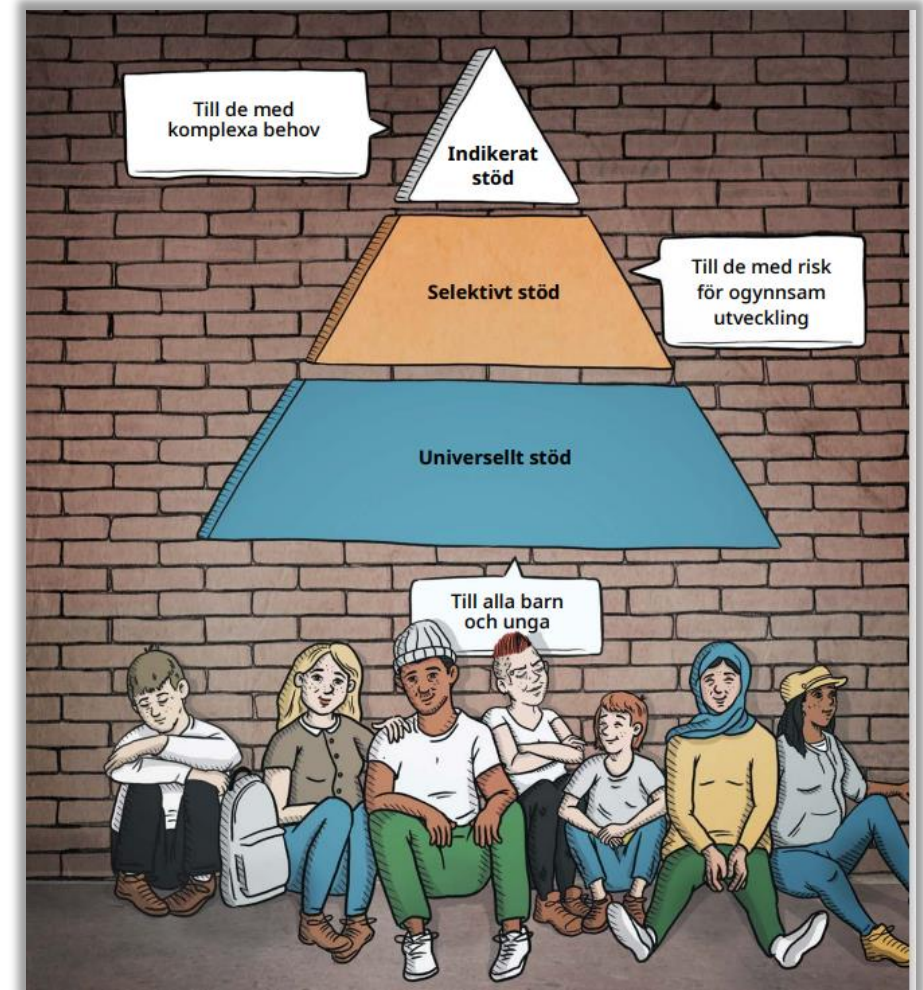 Till de med
komplexa behov
Indikerat
stöd
Selektivt stöd
Till de med risk
för ogynnsam
utveckling
Universellt stöd
Till alla barn
och unga